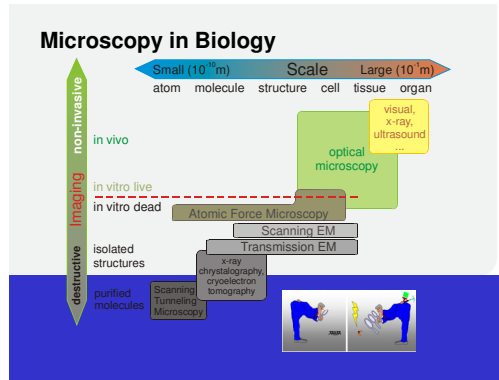 Microscopy in Biology
Small (10⁻¹⁰m) Scale Large (10⁻¹m)
atom molecule structure cell tissue organ
non-invasive
Imaging
destructive
in vivo
in vitro live
in vitro dead
isolated
structures
purified
molecules
visual,
x-ray,
ultrasound
...
optical
microscopy
Atomic Force Microscopy
Scanning EM
Transmission EM
x-ray
chrystalography,
cryoelectron
tomography
Scanning
Tunneling
Microscopy